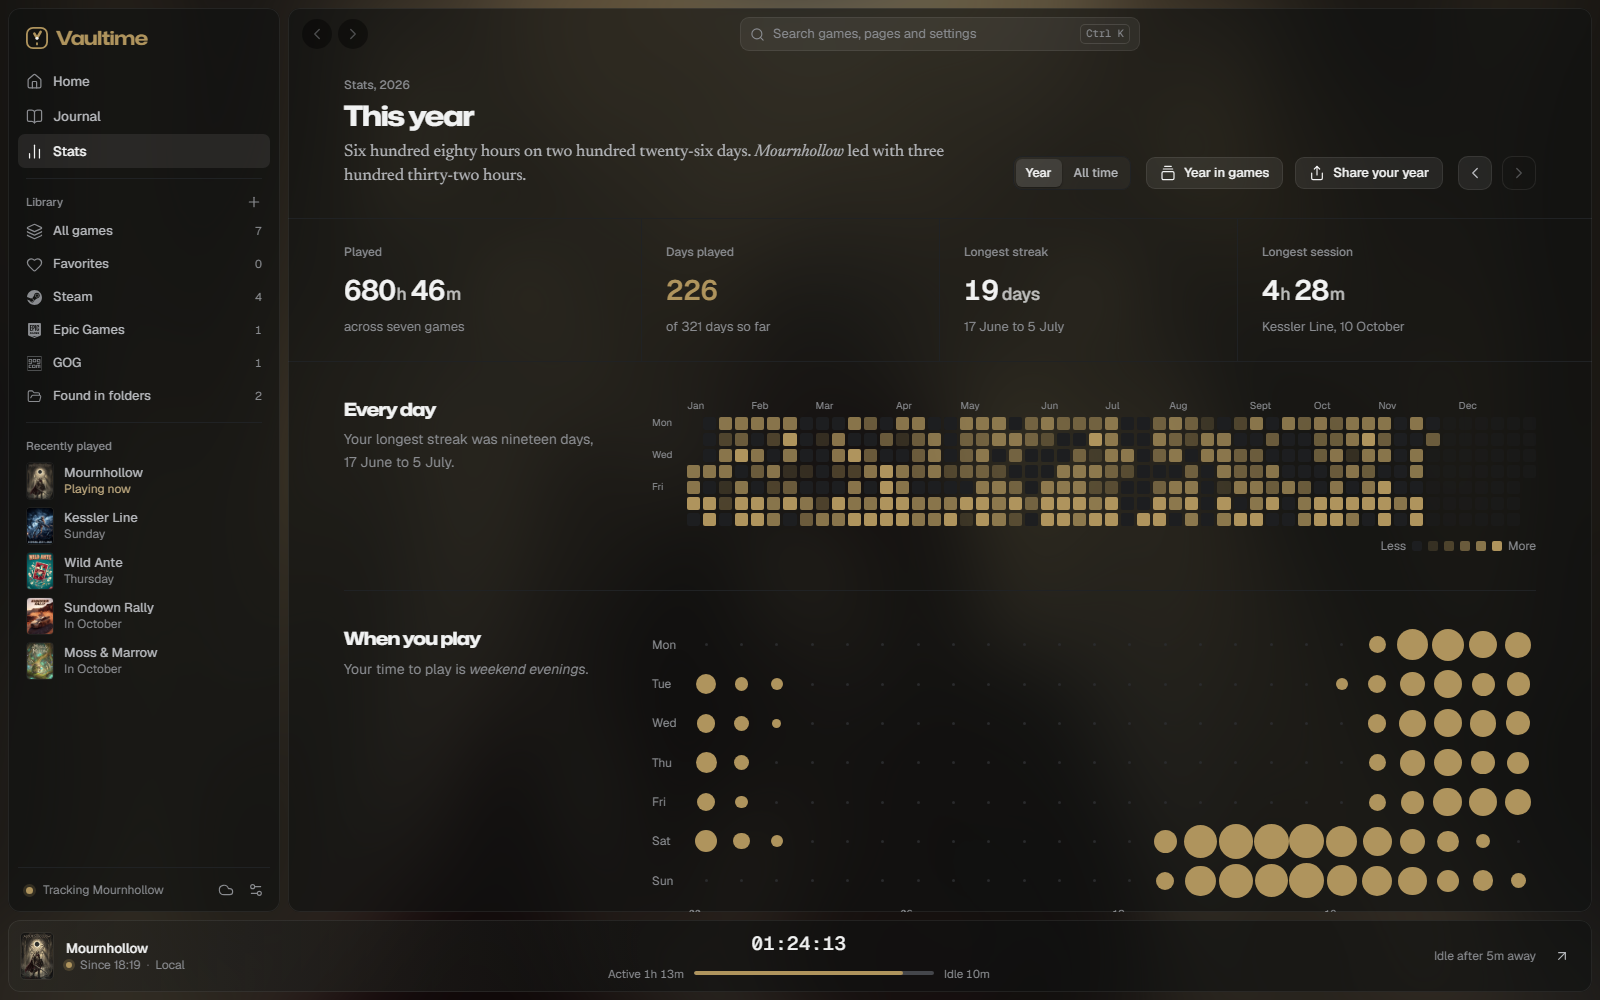 Vaultime
Home
Journal
Stats
Library
All games 7
Favorites 0
Steam 4
Epic Games 1
GOG 1
Found in folders 2
Recently played
Mournhollow
Playing now
Kessler Line
Sunday
Wild Ante
Thursday
Sundown Rally
In October
Moss & Marrow
In October
Tracking Mournhollow
Search games, pages and settings Ctrl K
Stats, 2026
This year
Six hundred eighty hours on two hundred twenty-six days. Mournhollow led with three
hundred thirty-two hours.
Year All time Year in games Share your year
Played
680h 46m
across seven games
Days played
226
of 321 days so far
Longest streak
19 days
17 June to 5 July
Longest session
4h 28m
Kessler Line, 10 October
Every day
Your longest streak was nineteen days,
17 June to 5 July.
Jan Feb Mar Apr May Jun Jul Aug Sept Oct Nov Dec
Mon
Wed
Fri
Less More
When you play
Your time to play is weekend evenings.
Mon
Tue
Wed
Thu
Fri
Sat
Sun
Mournhollow
Since 18:19 · Local
01:24:13
Active 1h 13m Idle 10m
Idle after 5m away